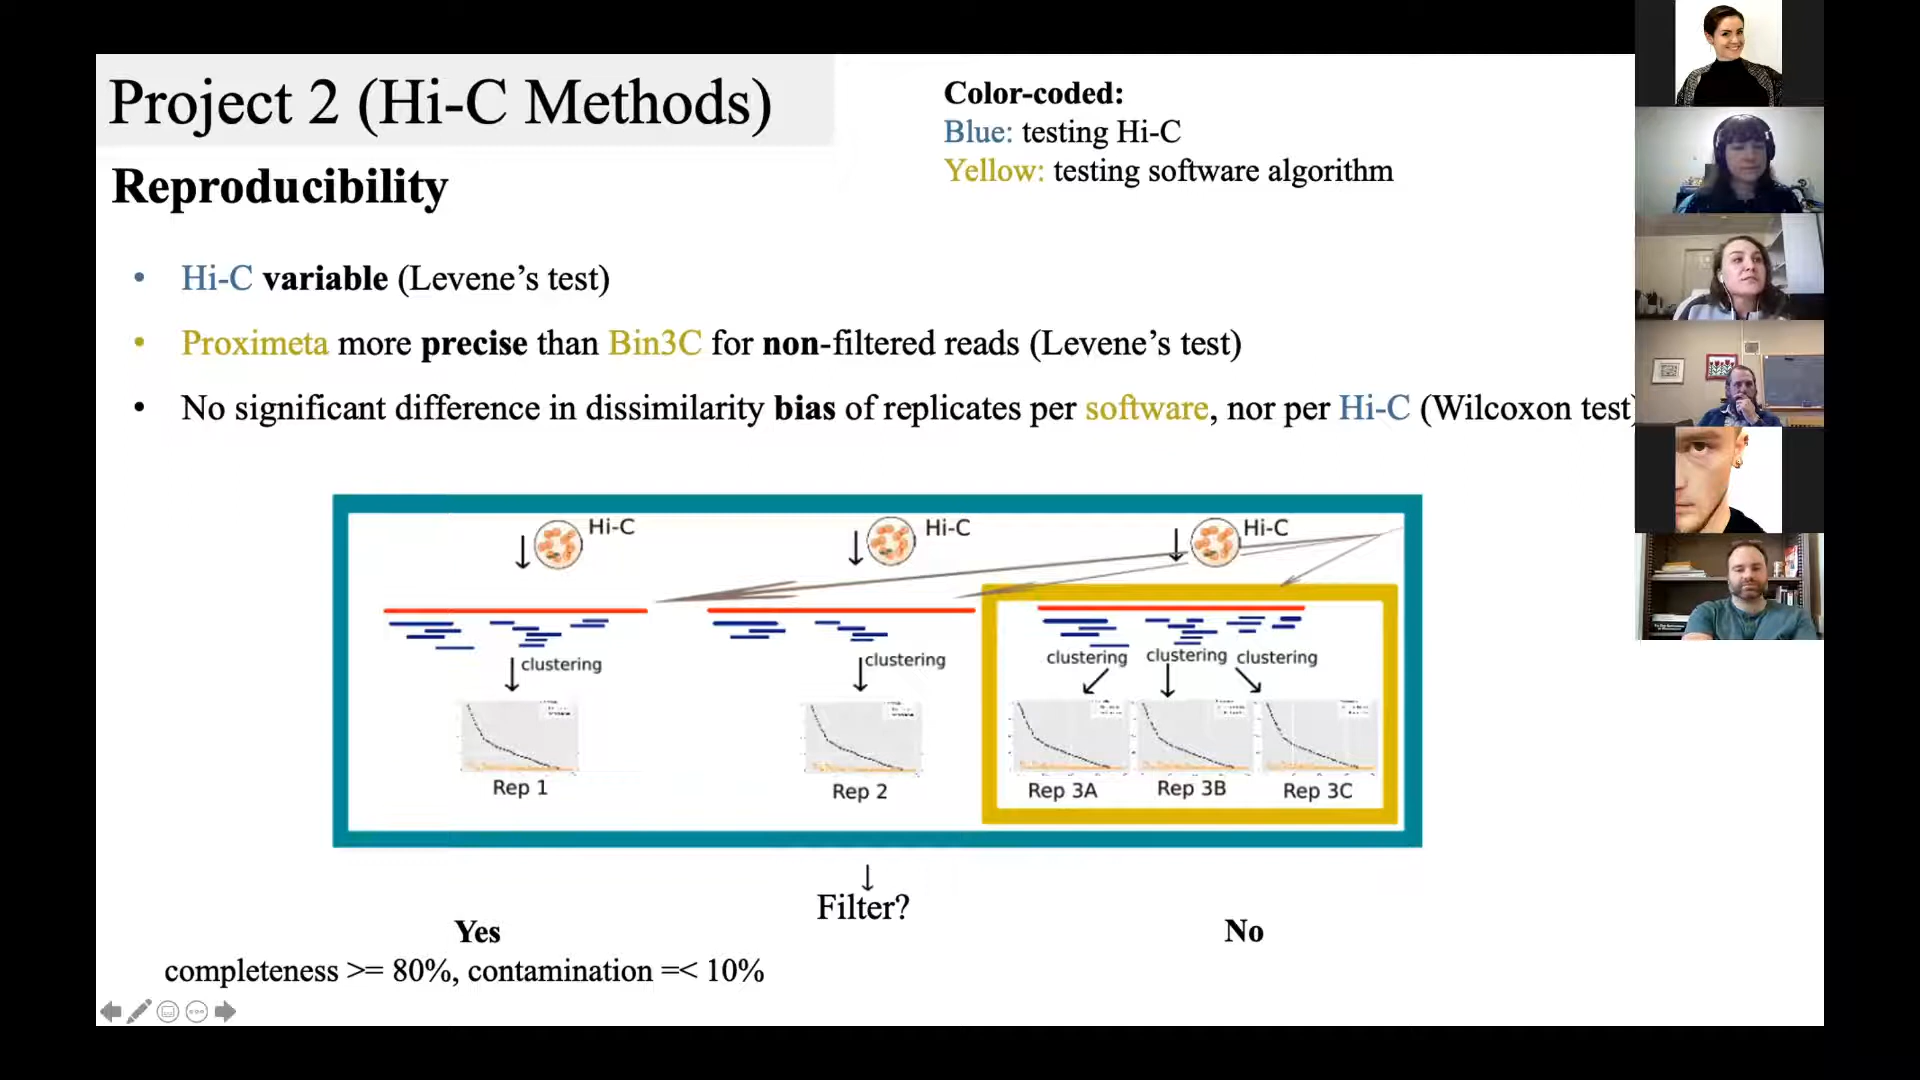 Project 2 (Hi-C Methods)
Color-coded:
Blue: testing Hi-C
Yellow: testing software algorithm
Reproducibility
• Hi-C variable (Levene’s test)
• Proximeta more precise than Bin3C for non-filtered reads (Levene’s test)
• No significant difference in dissimilarity bias of replicates per software, nor per Hi-C (Wilcoxon test)
Hi-C
Hi-C
Hi-C
clustering
clustering
clustering
clustering
clustering
Rep 1
Rep 2
Rep 3A
Rep 3B
Rep 3C
Filter?
Yes
No
completeness >= 80%, contamination =< 10%